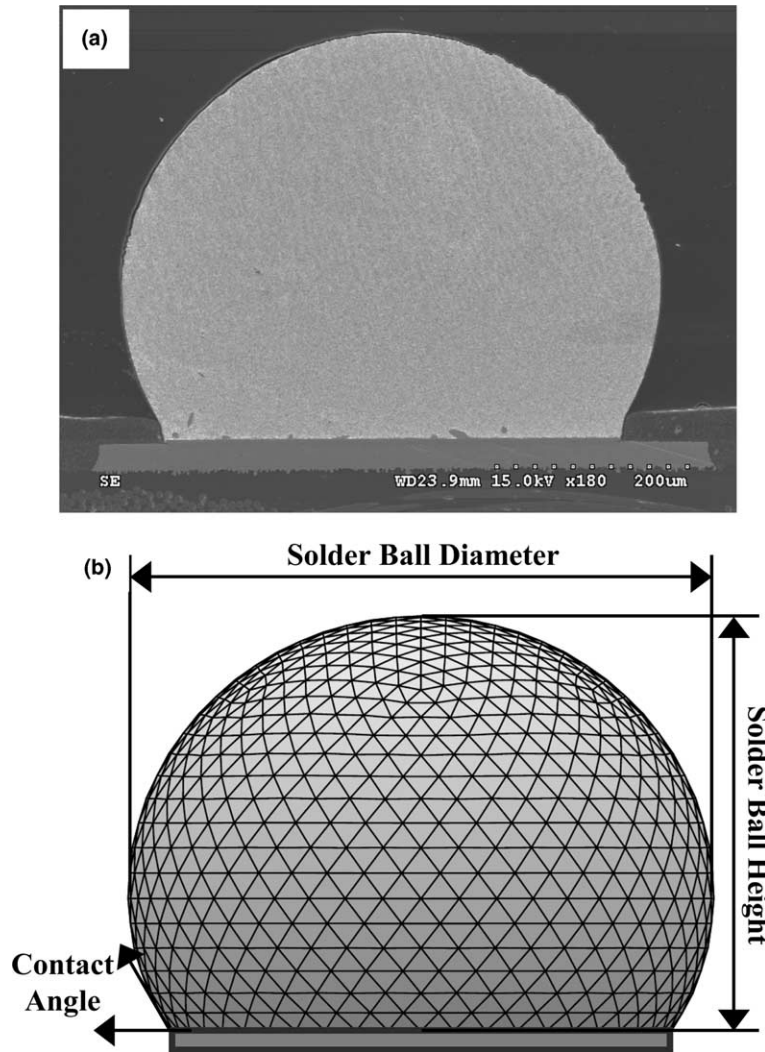 (a)
SE
WD23.9mm 15.0kV x180 200um
(b)
Solder Ball Diameter
Solder Ball Height
Contact
Angle